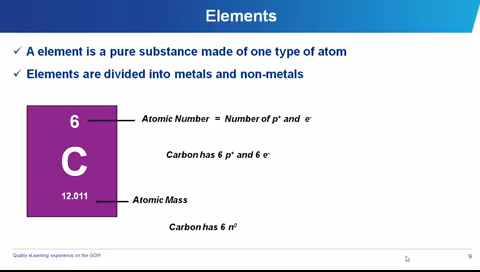 Elements
✓ A element is a pure substance made of one type of atom
✓ Elements are divided into metals and non-metals
6
Atomic Number = Number of p⁺ and e⁻
C
Carbon has 6 p⁺ and 6 e⁻
12.011
Atomic Mass
Carbon has 6 n⁰
Quality eLearning experience on the GO!®
9